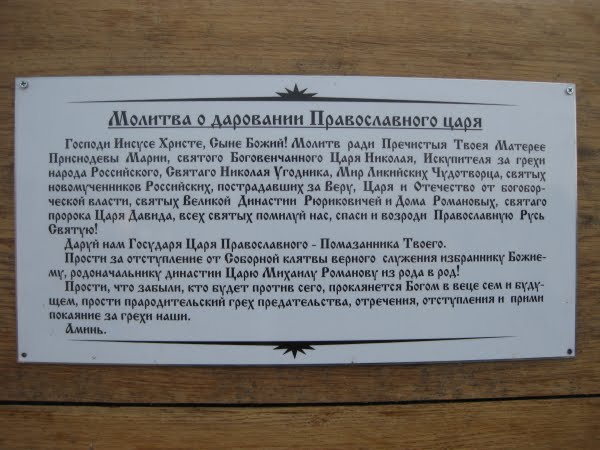 Молитва о даровании Православного царя
Господи Иисусе Христе, Сыне Божий! Молитв ради Пречистыя Твоея Матерее
Приснодевы Марии, святого Боговенчанного Царя Николая, Искупителя за грехи
народа Российского, Святаго Николая Угодника, Мир Ликийских Чудотворца, святых
новомученников Российских, пострадавших за Веру, Царя и Отечество от богобор-
ческой власти, святых Великой Династии Рюриковичей и Дома Романовых, святаго
пророка Царя Давида, всех святых помилуй нас, спаси и возроди Православную Русь
Святую!
Даруй нам Государя Царя Православного - Помазанника Твоего.
Прости за отступление от Соборной клятвы верного служения избраннику Божие-
му, родоначальнику династии Царю Михаилу Романову из рода в род!
Прости, что забыли, кто будет против сего, проклянется Богом в веце сем и буду-
щем, прости прародительский грех предательства, отречения, отступления и прими
покаяние за грехи наши.
Аминь.